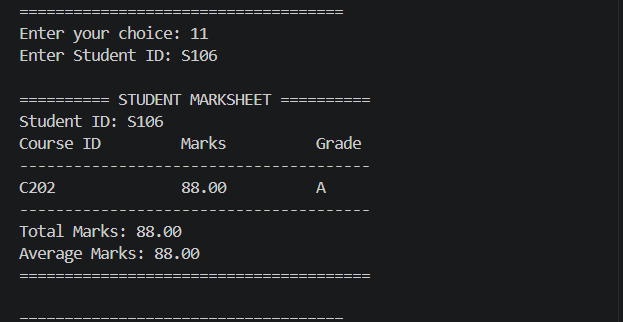 ====================================
Enter your choice: 11
Enter Student ID: S106
========== STUDENT MARKSHEET ==========
Student ID: S106
Course ID         Marks          Grade
---------------------------------------
C202              88.00          A
---------------------------------------
Total Marks: 88.00
Average Marks: 88.00
=======================================
====================================